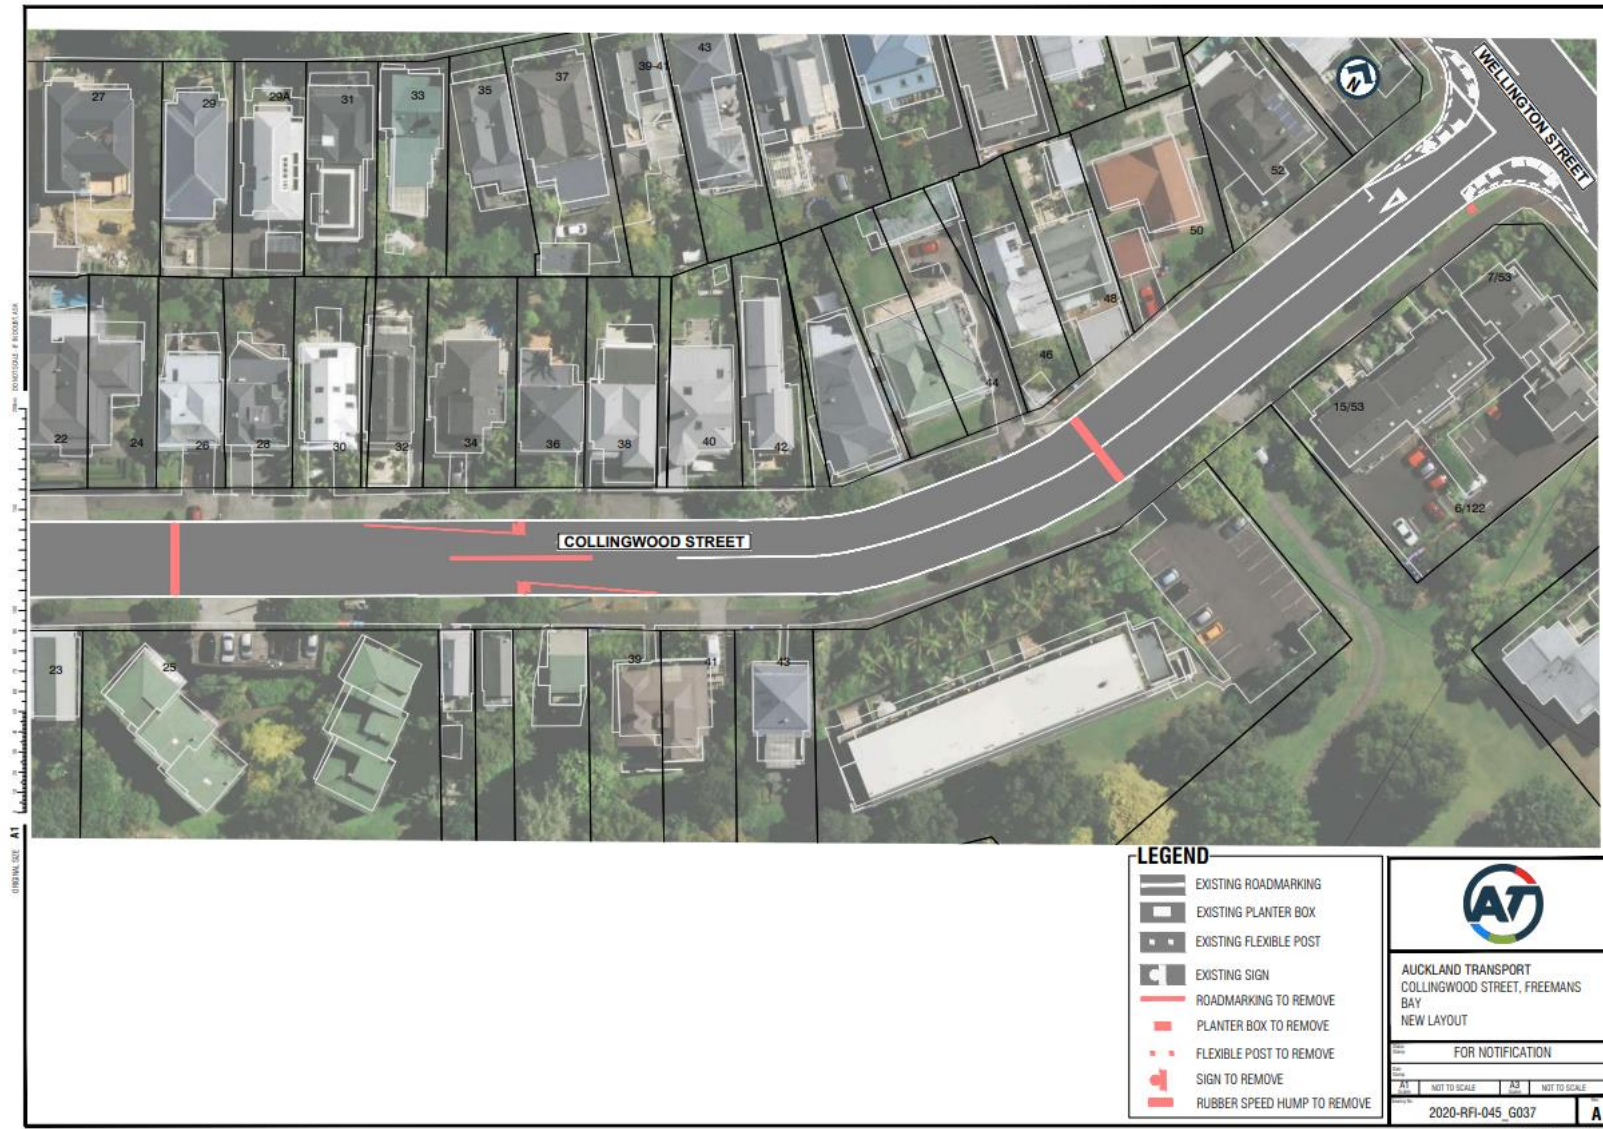 27
29
29A
31
33
35
37
39-41
43
WELLINGTON STREET
N
52
50
48
46
44
7/53
15/53
6/122
22
24
26
28
30
32
34
36
38
40
42
COLLINGWOOD STREET
23
25
39
41
43
ORIGINAL SIZE A1
LEGEND
EXISTING ROADMARKING
EXISTING PLANTER BOX
EXISTING FLEXIBLE POST
EXISTING SIGN
ROADMARKING TO REMOVE
PLANTER BOX TO REMOVE
FLEXIBLE POST TO REMOVE
SIGN TO REMOVE
RUBBER SPEED HUMP TO REMOVE
AT
AUCKLAND TRANSPORT
COLLINGWOOD STREET, FREEMANS
BAY
NEW LAYOUT
FOR NOTIFICATION
A1 NOT TO SCALE A3 NOT TO SCALE
2020-RFI-045_G037 A